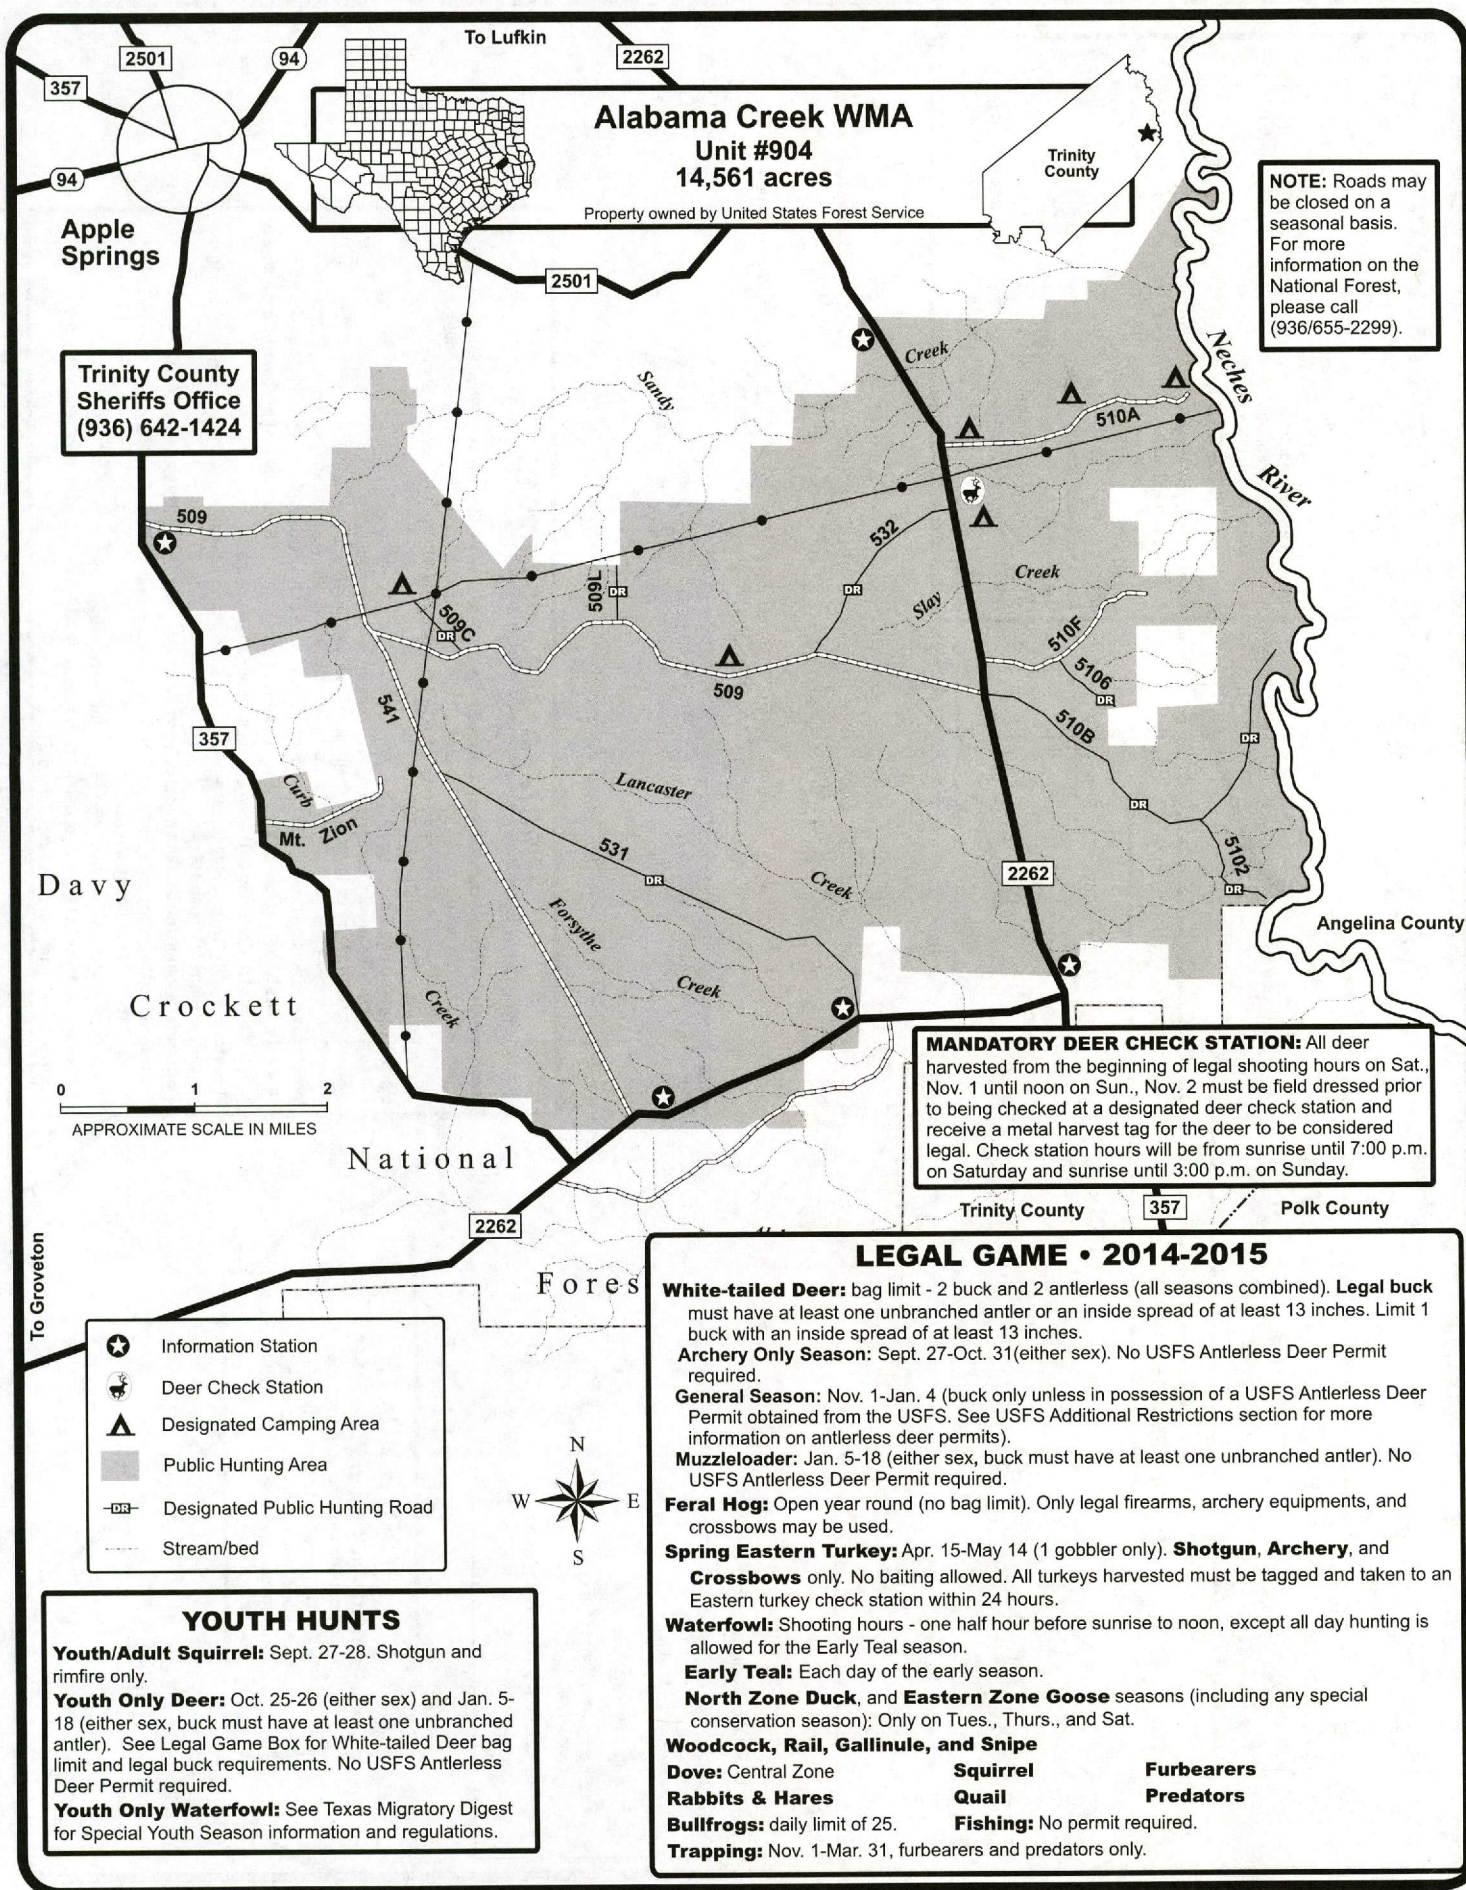 To Lufkin
2501
94
2262
357
94
Apple
Springs
Alabama Creek WMA
Unit #904
14,561 acres
Property owned by United States Forest Service
Trinity
County
NOTE: Roads may
be closed on a
seasonal basis.
For more
information on the
National Forest,
please call
(936/655-2299).
2501
Trinity County
Sheriffs Office
(936) 642-1424
Neches
River
Creek
Sandy
510A
509
532
Creek
Slay
509L
DR
DR
509C
DR
510F
5106
DR
509
541
510B
DR
357
Curb
Mt. Zion
Lancaster
DR
531
DR
5102
DR
2262
Creek
Forsythe
Creek
Creek
Davy
Crockett
National
Fores
Angelina County
MANDATORY DEER CHECK STATION: All deer
harvested from the beginning of legal shooting hours on Sat.,
Nov. 1 until noon on Sun., Nov. 2 must be field dressed prior
to being checked at a designated deer check station and
receive a metal harvest tag for the deer to be considered
legal. Check station hours will be from sunrise until 7:00 p.m.
on Saturday and sunrise until 3:00 p.m. on Sunday.
0 1 2
APPROXIMATE SCALE IN MILES
Trinity County
357
Polk County
2262
To Groveton
Information Station
Deer Check Station
Designated Camping Area
Public Hunting Area
DR Designated Public Hunting Road
Stream/bed
N
W E
S
YOUTH HUNTS
Youth/Adult Squirrel: Sept. 27-28. Shotgun and
rimfire only.
Youth Only Deer: Oct. 25-26 (either sex) and Jan. 5-
18 (either sex, buck must have at least one unbranched
antler). See Legal Game Box for White-tailed Deer bag
limit and legal buck requirements. No USFS Antlerless
Deer Permit required.
Youth Only Waterfowl: See Texas Migratory Digest
for Special Youth Season information and regulations.
LEGAL GAME • 2014-2015
White-tailed Deer: bag limit - 2 buck and 2 antlerless (all seasons combined). Legal buck
must have at least one unbranched antler or an inside spread of at least 13 inches. Limit 1
buck with an inside spread of at least 13 inches.
Archery Only Season: Sept. 27-Oct. 31(either sex). No USFS Antlerless Deer Permit
required.
General Season: Nov. 1-Jan. 4 (buck only unless in possession of a USFS Antlerless Deer
Permit obtained from the USFS. See USFS Additional Restrictions section for more
information on antlerless deer permits).
Muzzleloader: Jan. 5-18 (either sex, buck must have at least one unbranched antler). No
USFS Antlerless Deer Permit required.
Feral Hog: Open year round (no bag limit). Only legal firearms, archery equipments, and
crossbows may be used.
Spring Eastern Turkey: Apr. 15-May 14 (1 gobbler only). Shotgun, Archery, and
Crossbows only. No baiting allowed. All turkeys harvested must be tagged and taken to an
Eastern turkey check station within 24 hours.
Waterfowl: Shooting hours - one half hour before sunrise to noon, except all day hunting is
allowed for the Early Teal season.
Early Teal: Each day of the early season.
North Zone Duck, and Eastern Zone Goose seasons (including any special
conservation season): Only on Tues., Thurs., and Sat.
Woodcock, Rail, Gallinule, and Snipe
Dove: Central Zone Squirrel Furbearers
Rabbits & Hares Quail Predators
Bullfrogs: daily limit of 25. Fishing: No permit required.
Trapping: Nov. 1-Mar. 31, furbearers and predators only.